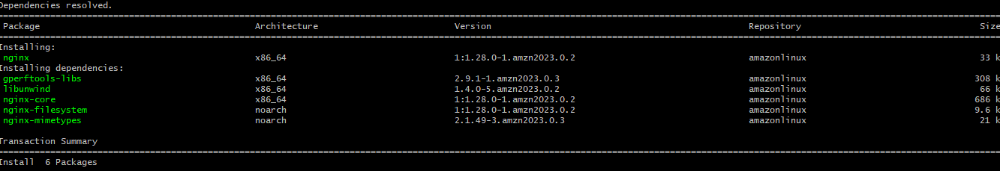 Dependencies resolved.
Package Architecture Version Repository Size
Installing:
nginx x86_64 1:1.28.0-1.amzn2023.0.2 amazonlinux 33 k
Installing dependencies:
gperftools-libs x86_64 2.9.1-1.amzn2023.0.3 amazonlinux 308 k
libunwind x86_64 1.4.0-5.amzn2023.0.2 amazonlinux 66 k
nginx-core x86_64 1:1.28.0-1.amzn2023.0.2 amazonlinux 686 k
nginx-filesystem noarch 1:1.28.0-1.amzn2023.0.2 amazonlinux 9.6 k
nginx-mimetypes noarch 2.1.49-3.amzn2023.0.3 amazonlinux 21 k
Transaction Summary
Install 6 Packages